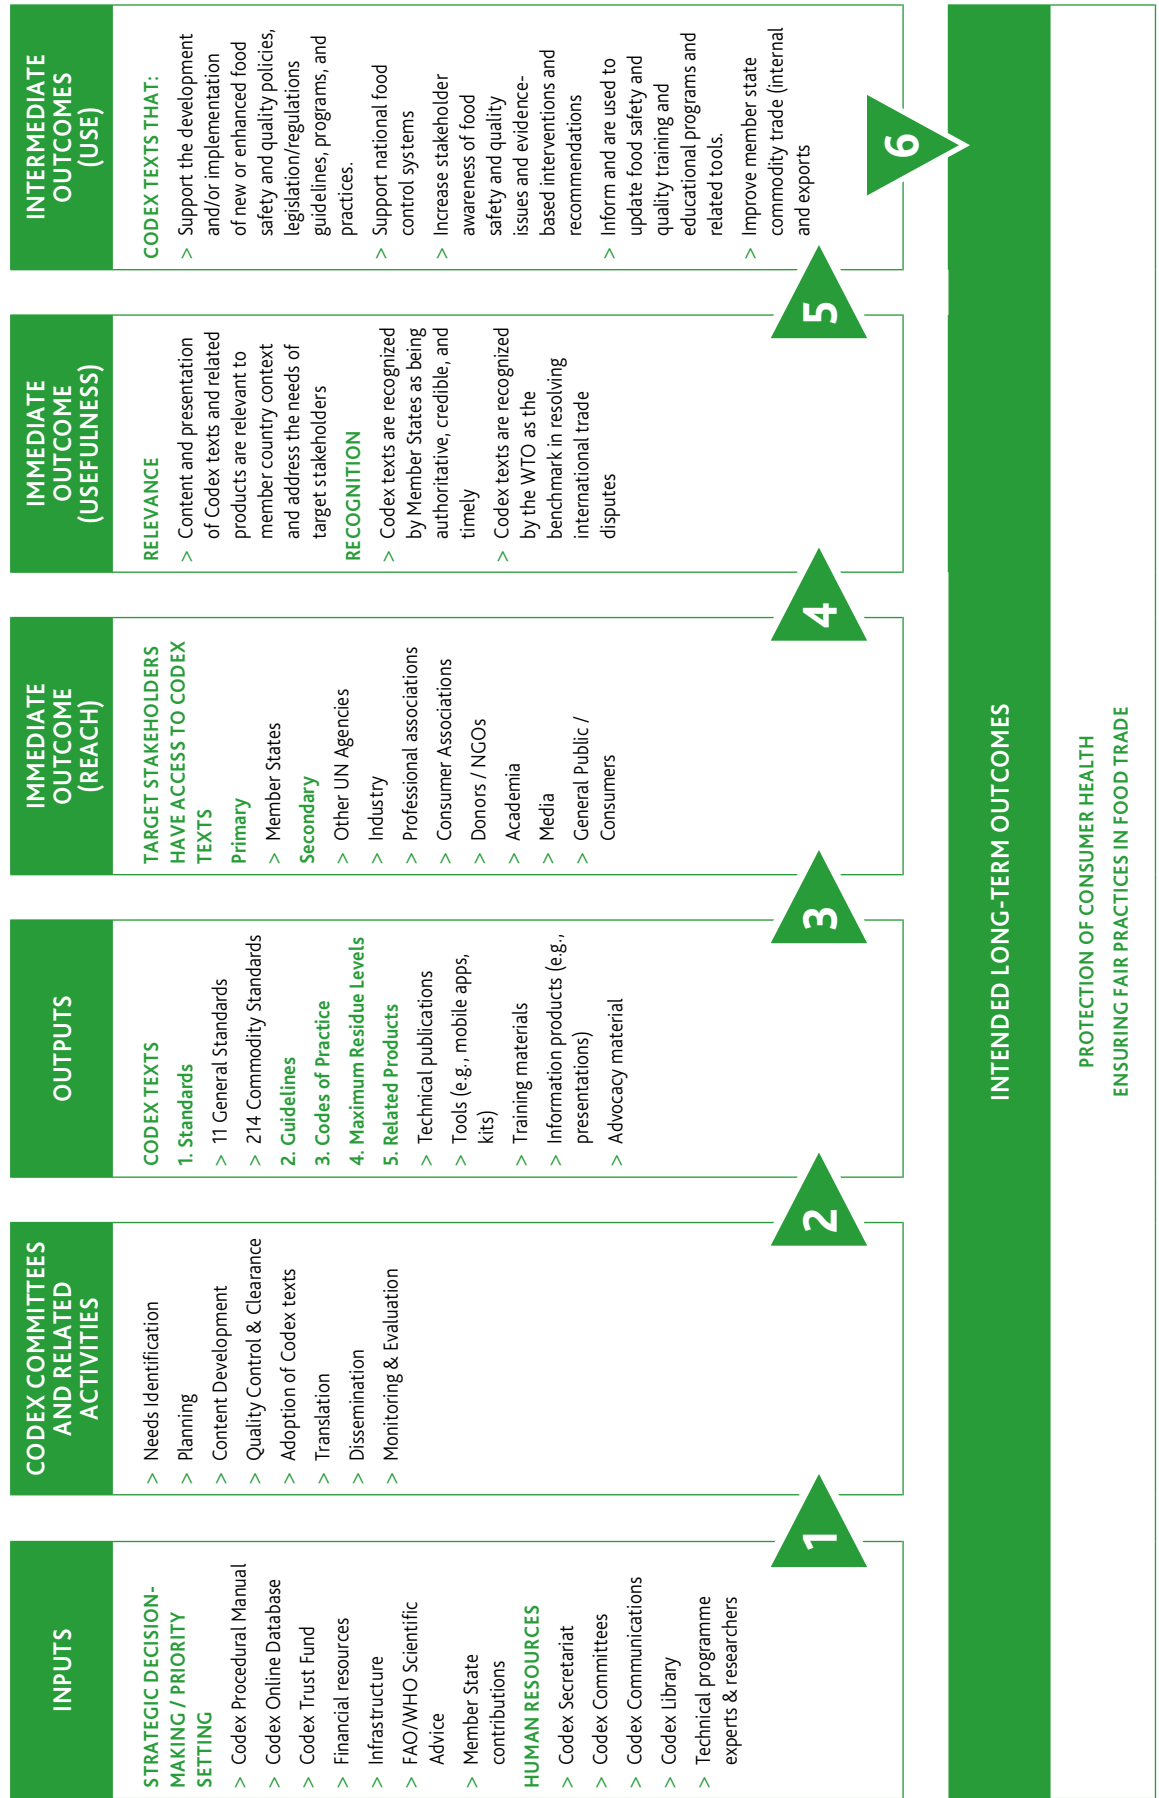 INPUTS
STRATEGIC DECISION-
MAKING / PRIORITY
SETTING
> Codex Procedural Manual
> Codex Online Database
> Codex Trust Fund
> Financial resources
> Infrastructure
> FAO/WHO Scientific
Advice
> Member State
contributions
HUMAN RESOURCES
> Codex Secretariat
> Codex Committees
> Codex Communications
> Codex Library
> Technical programme
experts & researchers
1
CODEX COMMITTEES
AND RELATED
ACTIVITIES
> Needs Identification
> Planning
> Content Development
> Quality Control & Clearance
> Adoption of Codex texts
> Translation
> Dissemination
> Monitoring & Evaluation
2
OUTPUTS
CODEX TEXTS
1. Standards
> 11 General Standards
> 214 Commodity Standards
2. Guidelines
3. Codes of Practice
4. Maximum Residue Levels
5. Related Products
> Technical publications
> Tools (e.g., mobile apps,
kits)
> Training materials
> Information products (e.g.,
presentations)
> Advocacy material
3
IMMEDIATE
OUTCOME
(REACH)
TARGET STAKEHOLDERS
HAVE ACCESS TO CODEX
TEXTS
Primary
> Member States
Secondary
> Other UN Agencies
> Industry
> Professional associations
> Consumer Associations
> Donors / NGOs
> Academia
> Media
> General Public /
Consumers
4
IMMEDIATE
OUTCOME
(USEFULNESS)
RELEVANCE
> Content and presentation
of Codex texts and related
products are relevant to
member country context
and address the needs of
target stakeholders
RECOGNITION
> Codex texts are recognized
by Member States as being
authoritative, credible, and
timely
> Codex texts are recognized
by the WTO as the
benchmark in resolving
international trade
disputes
5
INTERMEDIATE
OUTCOMES
(USE)
CODEX TEXTS THAT:
> Support the development
and/or implementation
of new or enhanced food
safety and quality policies,
legislation/regulations
guidelines, programs, and
practices.
> Support national food
control systems
> Increase stakeholder
awareness of food
safety and quality
issues and evidence-
based interventions and
recommendations
> Inform and are used to
update food safety and
quality training and
educational programs and
related tools.
> Improve member state
commodity trade (internal
and exports
6
INTENDED LONG-TERM OUTCOMES
PROTECTION OF CONSUMER HEALTH
ENSURING FAIR PRACTICES IN FOOD TRADE